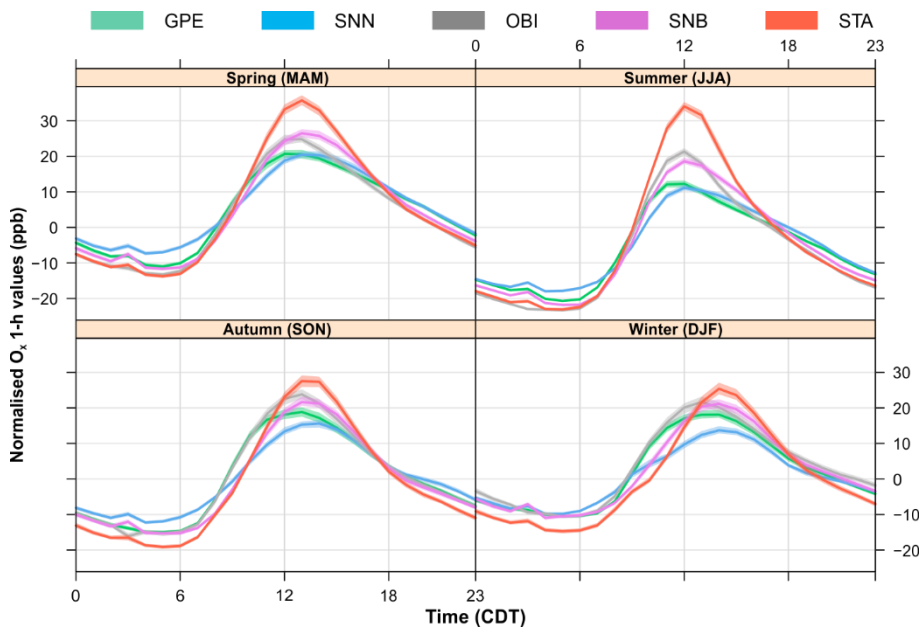 GPE SNN OBI SNB STA
0 6 12 18 23
Spring (MAM) Summer (JJA)
30
20
10
0
−10
−20
Normalised Oₓ 1-h values (ppb)
Autumn (SON) Winter (DJF)
30
20
10
0
−10
−20
0 6 12 18 23
Time (CDT)